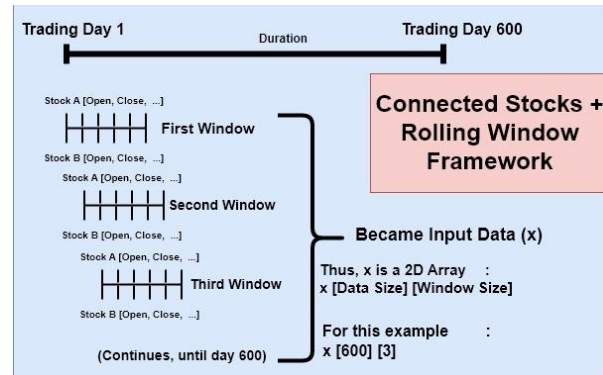 Trading Day 1
Duration
Trading Day 600
Connected Stocks +
Rolling Window
Framework
Stock A [Open, Close, ...]
First Window
Stock B [Open, Close, ...]
Stock A [Open, Close, ...]
Second Window
Stock B [Open, Close, ...]
Stock A [Open, Close, ...]
Third Window
Stock B [Open, Close, ...]
(Continues, until day 600)
Became Input Data (x)
Thus, x is a 2D Array :
x [Data Size] [Window Size]
For this example :
x [600] [3]